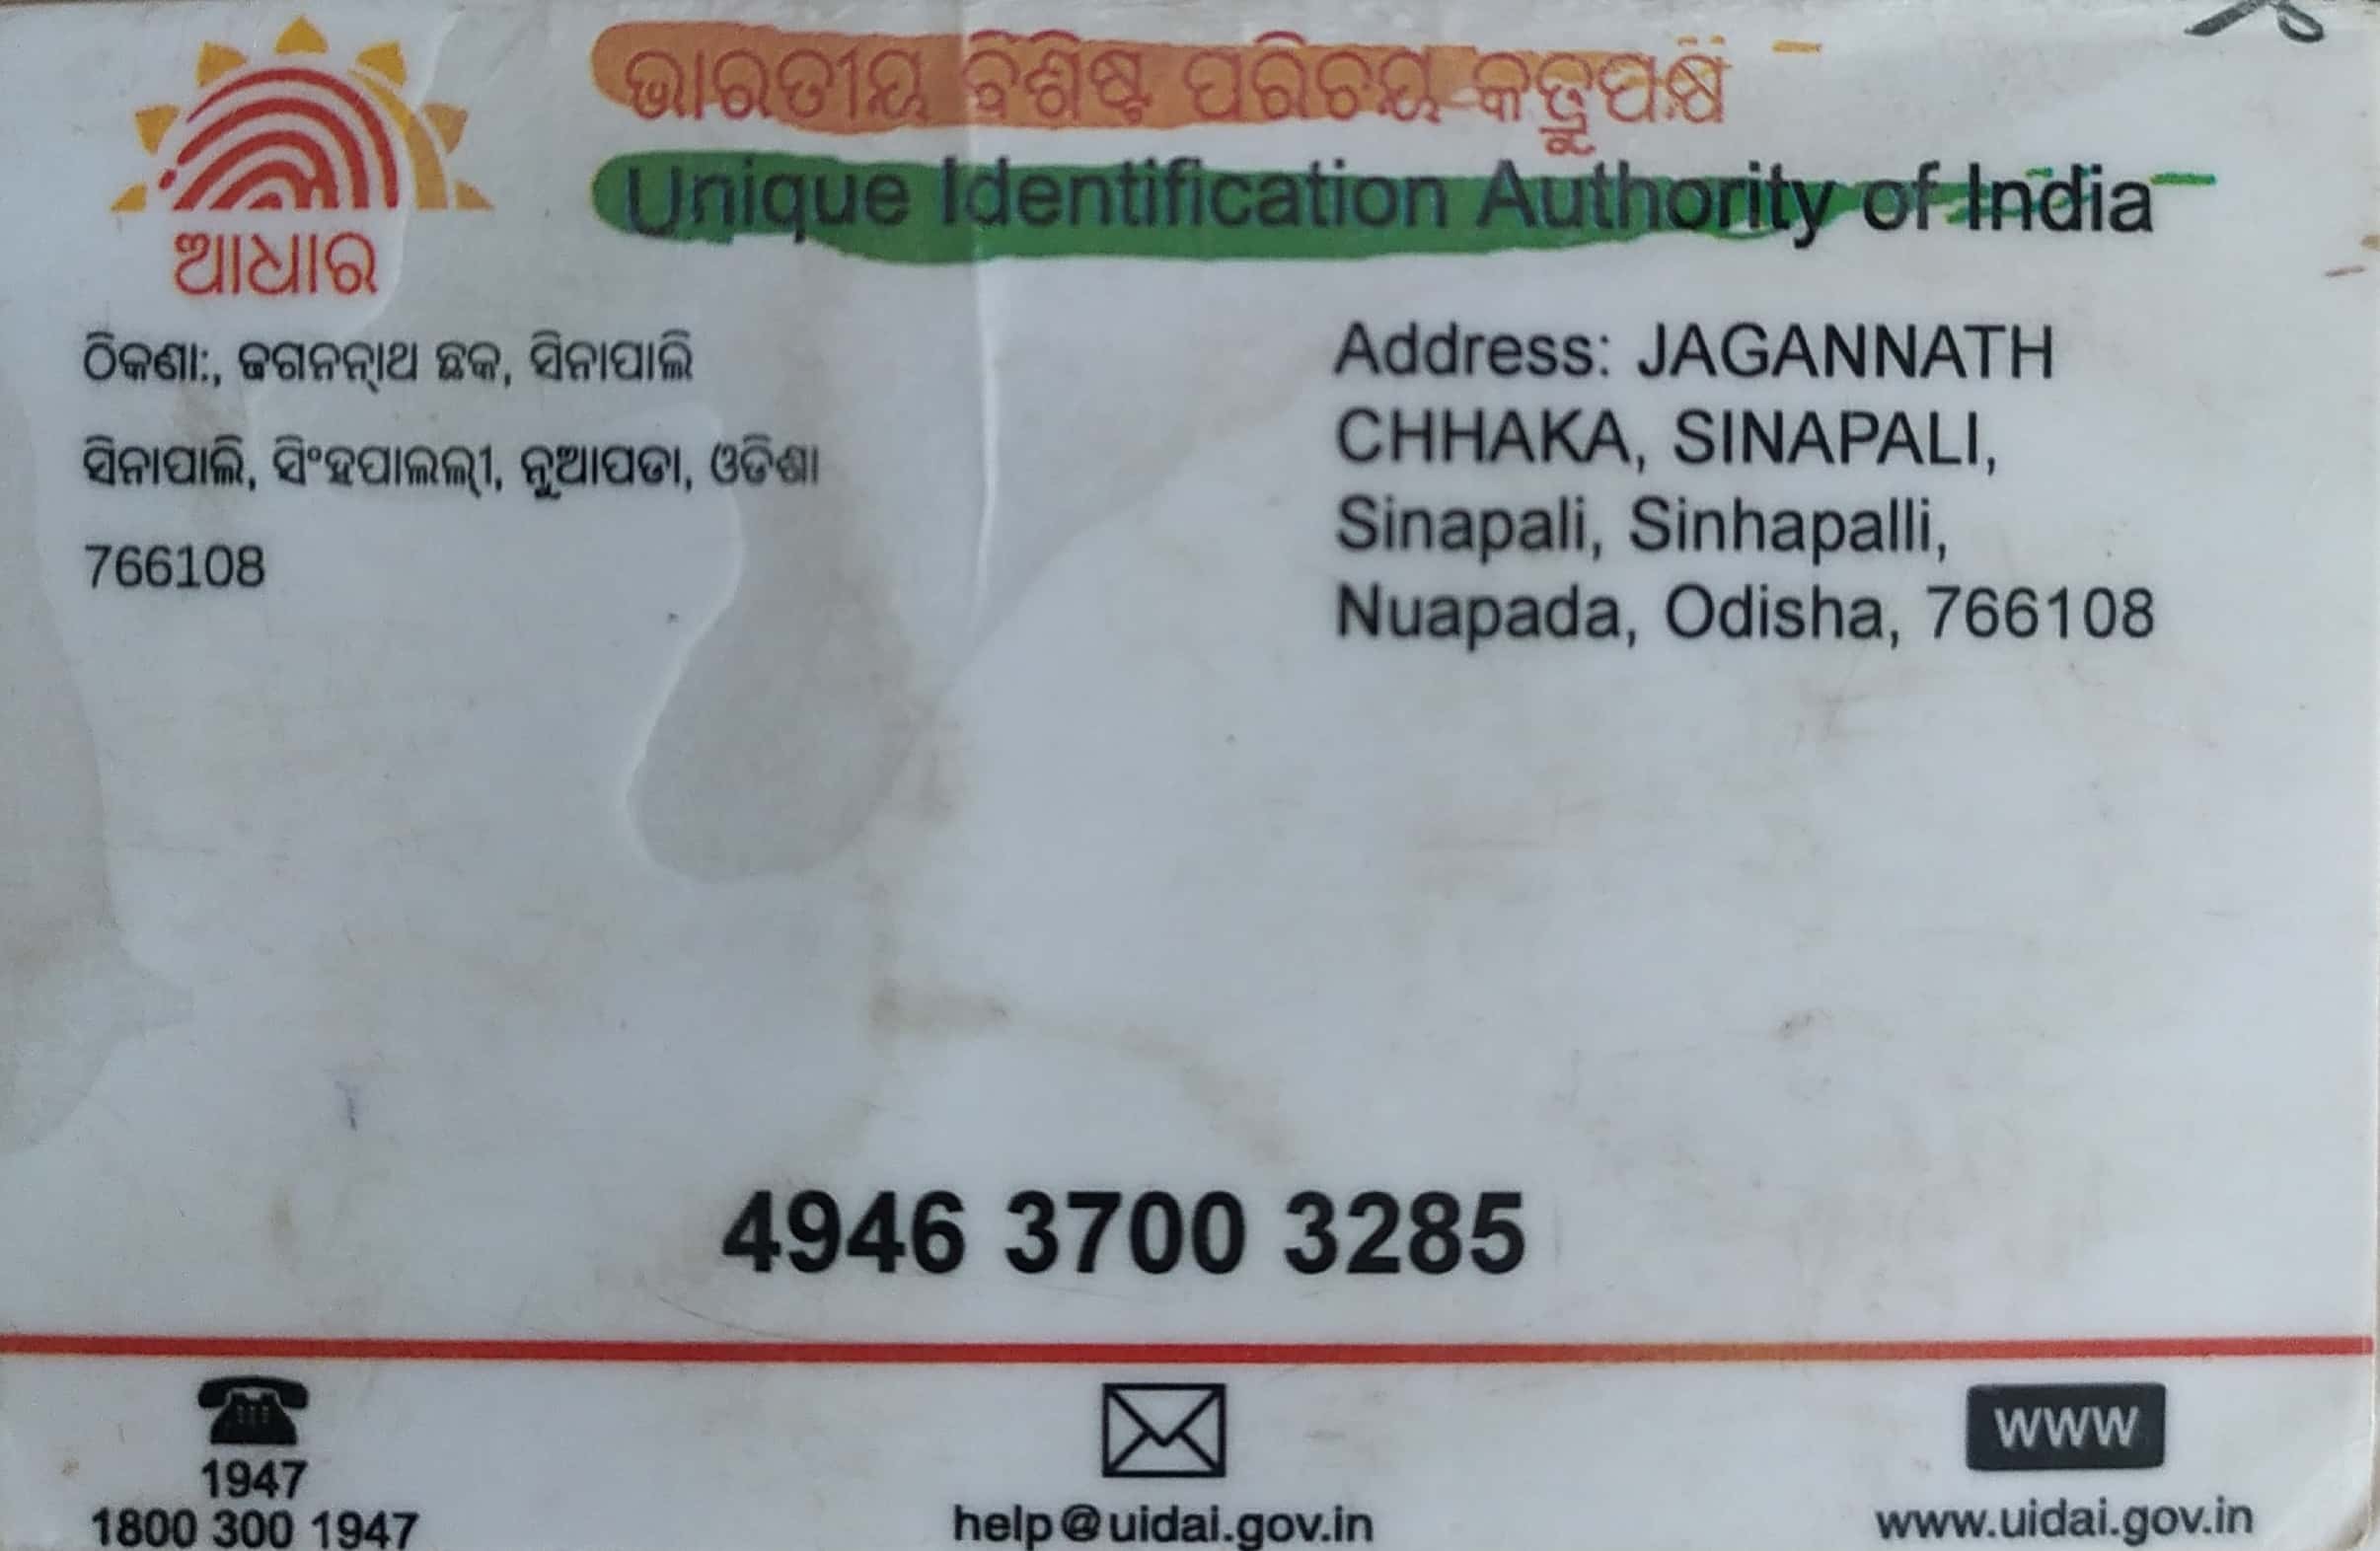 ଭାରତୀୟ ବିଶିଷ୍ଟ ପରିଚୟ କର୍ତ୍ତୃପକ୍ଷ
Unique Identification Authority of India
ଆଧାର
ଠିକଣା:, ଜଗନନ୍ନାଥ ଛକ, ସିନାପାଲି
ସିନାପାଲି, ସିଂହପାଲଲ୍ଲୀ, ନୁଆପଡା, ଓଡିଶା
766108
Address: JAGANNATH
CHHAKA, SINAPALI,
Sinapali, Sinhapalli,
Nuapada, Odisha, 766108
4946 3700 3285
1947
1800 300 1947
help@uidai.gov.in
www
www.uidai.gov.in